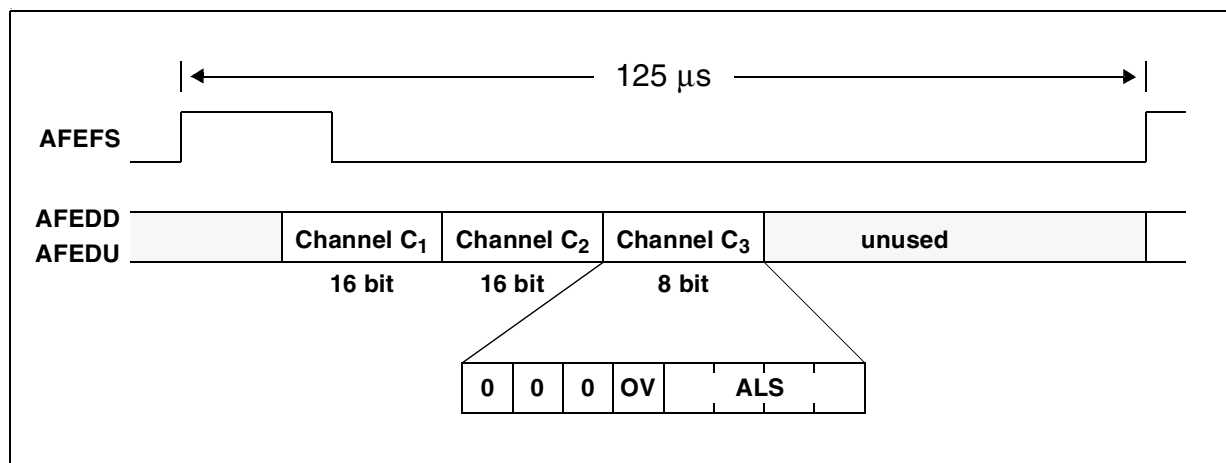 125 μs
AFEFS
AFEDD
AFEDU
Channel C₁ Channel C₂ Channel C₃ unused
16 bit 16 bit 8 bit
0 0 0 OV ALS